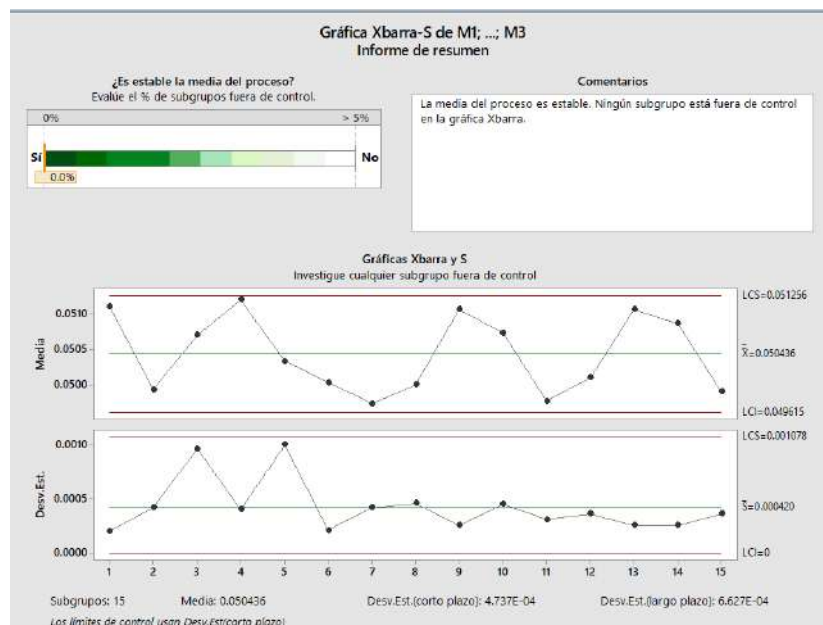 Gráfica Xbarra-S de M1; ...; M3
Informe de resumen
¿Es estable la media del proceso?
Evalúe el % de subgrupos fuera de control.
0%
> 5%
Sí
No
0.0%
Comentarios
La media del proceso es estable. Ningún subgrupo está fuera de control
en la gráfica Xbarra.
Gráficas Xbarra y S
Investigue cualquier subgrupo fuera de control
Media
0.0510
0.0505
0.0500
LCS=0.051256
X̿=0.050436
LCI=0.049615
Desv.Est.
0.0010
0.0005
0.0000
LCS=0.001078
S̅=0.000420
LCI=0
1 2 3 4 5 6 7 8 9 10 11 12 13 14 15
Subgrupos: 15 Media: 0.050436 Desv.Est.(corto plazo): 4.737E-04 Desv.Est.(largo plazo): 6.627E-04
Los límites de control usan Desv.Est(corto plazo)